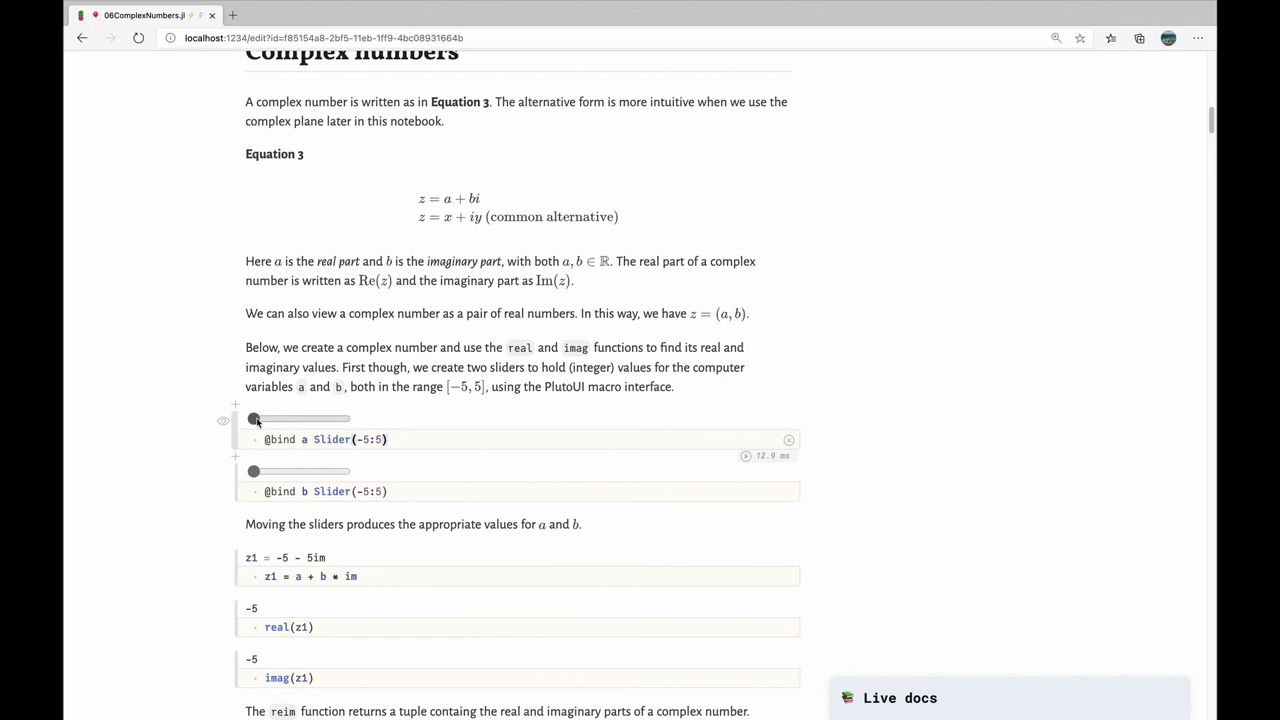 06ComplexNumbers.jl
localhost:1234/edit?id=f85154a8-2bf5-11eb-1ff9-4bc08931664b
Complex numbers
A complex number is written as in Equation 3. The alternative form is more intuitive when we use the
complex plane later in this notebook.
Equation 3
z = a + bi
z = x + iy (common alternative)
Here a is the real part and b is the imaginary part, with both a, b ∈ ℝ. The real part of a complex
number is written as Re(z) and the imaginary part as Im(z).
We can also view a complex number as a pair of real numbers. In this way, we have z = (a, b).
Below, we create a complex number and use the real and imag functions to find its real and
imaginary values. First though, we create two sliders to hold (integer) values for the computer
variables a and b, both in the range [−5, 5], using the PlutoUI macro interface.
@bind a Slider(-5:5)
12.9 ms
@bind b Slider(-5:5)
Moving the sliders produces the appropriate values for a and b.
z1 = -5 - 5im
z1 = a + b * im
-5
real(z1)
-5
imag(z1)
The reim function returns a tuple containg the real and imaginary parts of a complex number.
Live docs